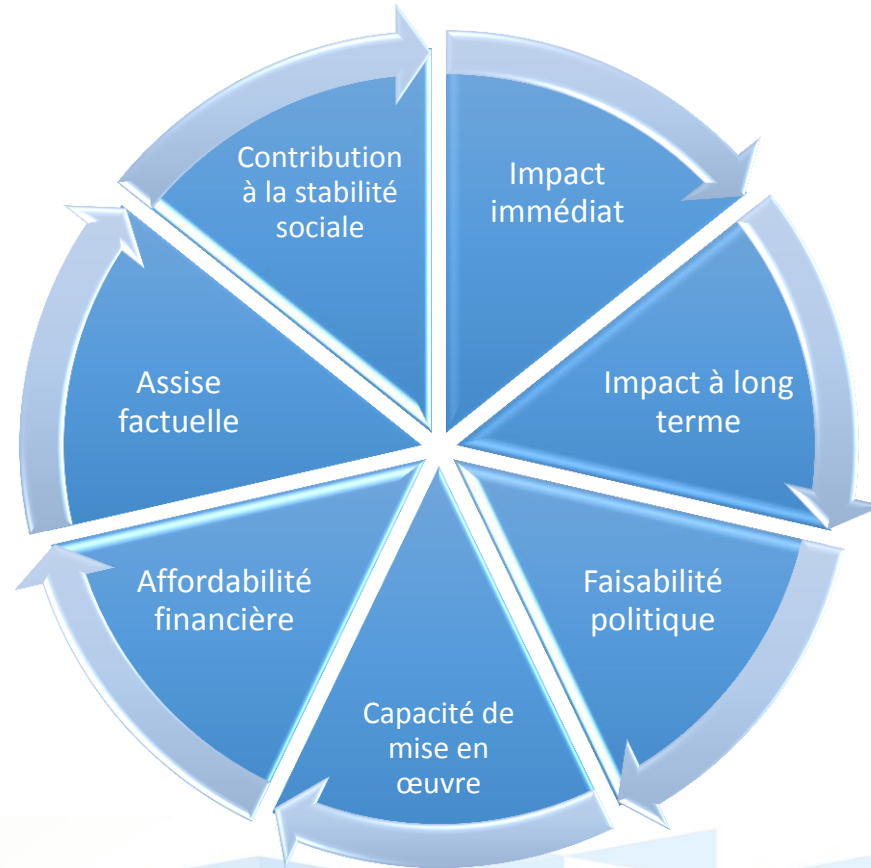 Impact
immédiat
Impact à long
terme
Faisabilité
politique
Capacité de
mise en
œuvre
Affordabilité
financière
Assise
factuelle
Contribution
à la stabilité
sociale